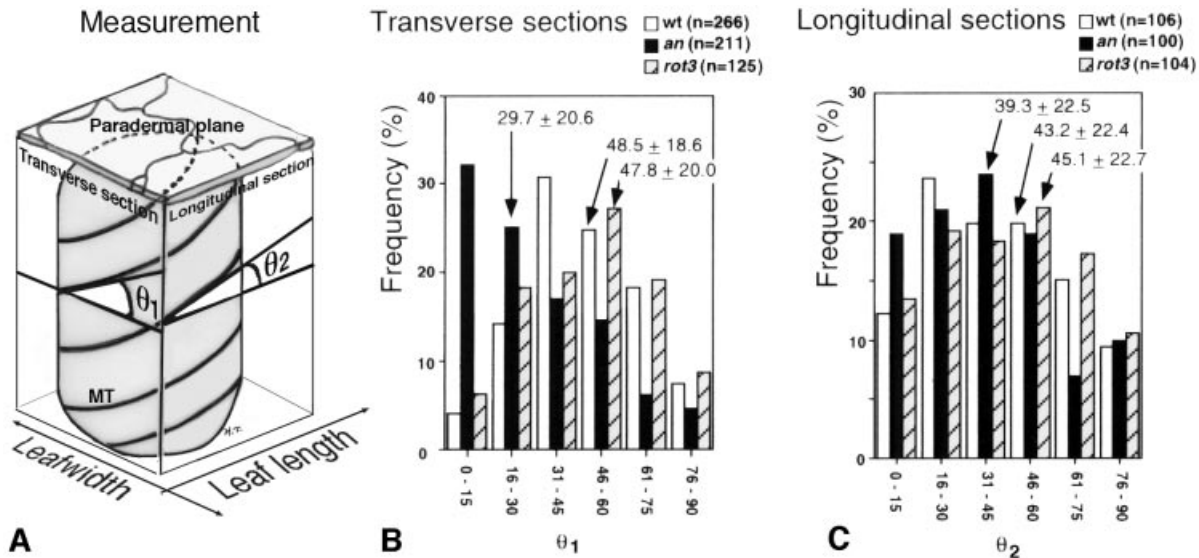 Measurement
Paradermal plane
Transverse section
Longitudinal section
θ1
θ2
MT
Leafwidth
Leaf length
A
Transverse sections
wt (n=266)
an (n=211)
rot3 (n=125)
Frequency (%)
40
30
20
10
0
29.7 ± 20.6
48.5 ± 18.6
47.8 ± 20.0
0 - 15
16 - 30
31 - 45
46 - 60
61 - 75
76 - 90
B
θ1
Longitudinal sections
wt (n=106)
an (n=100)
rot3 (n=104)
Frequency (%)
30
20
10
0
39.3 ± 22.5
43.2 ± 22.4
45.1 ± 22.7
0 - 15
16 - 30
31 - 45
46 - 60
61 - 75
76 - 90
C
θ2